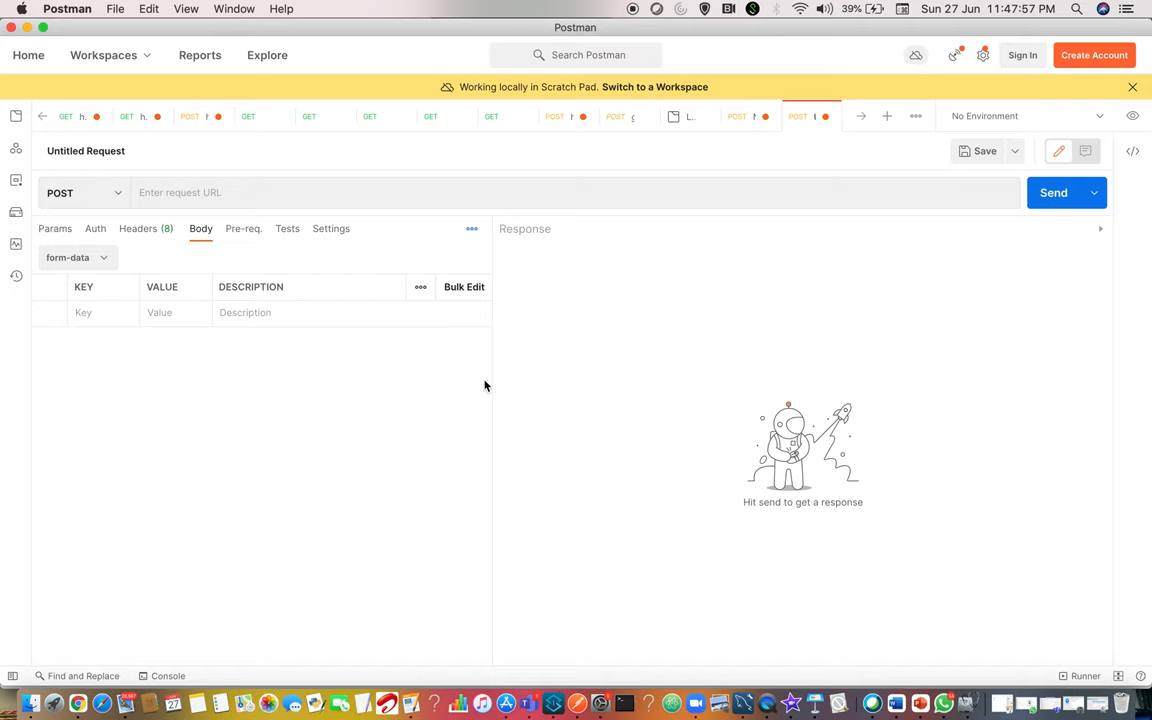 Postman File Edit View Window Help 39% Sun 27 Jun 11:47:57 PM
Postman
Home Workspaces Reports Explore Search Postman Sign In Create Account
Working locally in Scratch Pad. Switch to a Workspace
GET h. GET h. POST GET GET GET GET GET POST POST L.. POST POST No Environment
Untitled Request Save
POST Enter request URL Send
Params Auth Headers (8) Body Pre-req. Tests Settings Response
form-data
KEY VALUE DESCRIPTION Bulk Edit
Key Value Description
Hit send to get a response
Find and Replace Console Runner